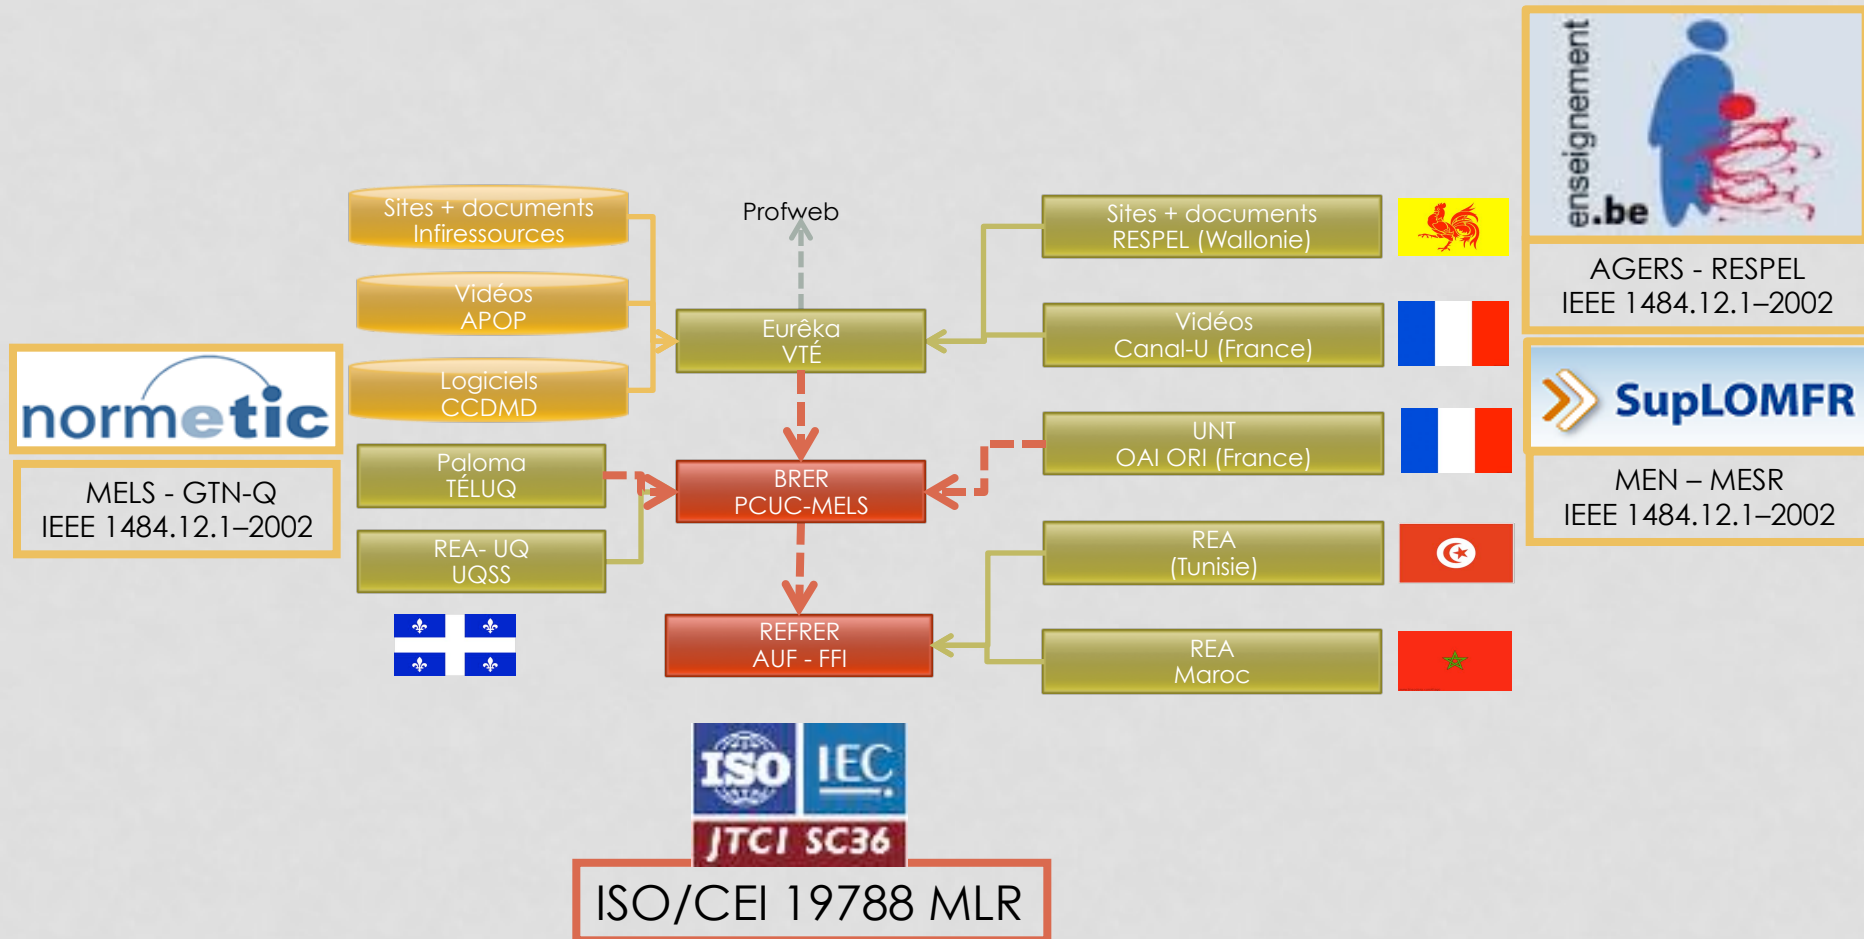 enseignement
.be
AGERS - RESPEL
IEEE 1484.12.1–2002
Sites + documents
Infiressources
Profweb
Sites + documents
RESPEL (Wallonie)
Vidéos
APOP
Eurêka
VTÉ
Vidéos
Canal-U (France)
normetic
Logiciels
CCDMD
SupLOMFR
MELS - GTN-Q
IEEE 1484.12.1–2002
Paloma
TÉLUQ
BRER
PCUC-MELS
UNT
OAI ORI (France)
MEN – MESR
IEEE 1484.12.1–2002
REA- UQ
UQSS
REA
(Tunisie)
REFRER
AUF - FFI
REA
Maroc
ISO IEC
JTC1 SC36
ISO/CEI 19788 MLR